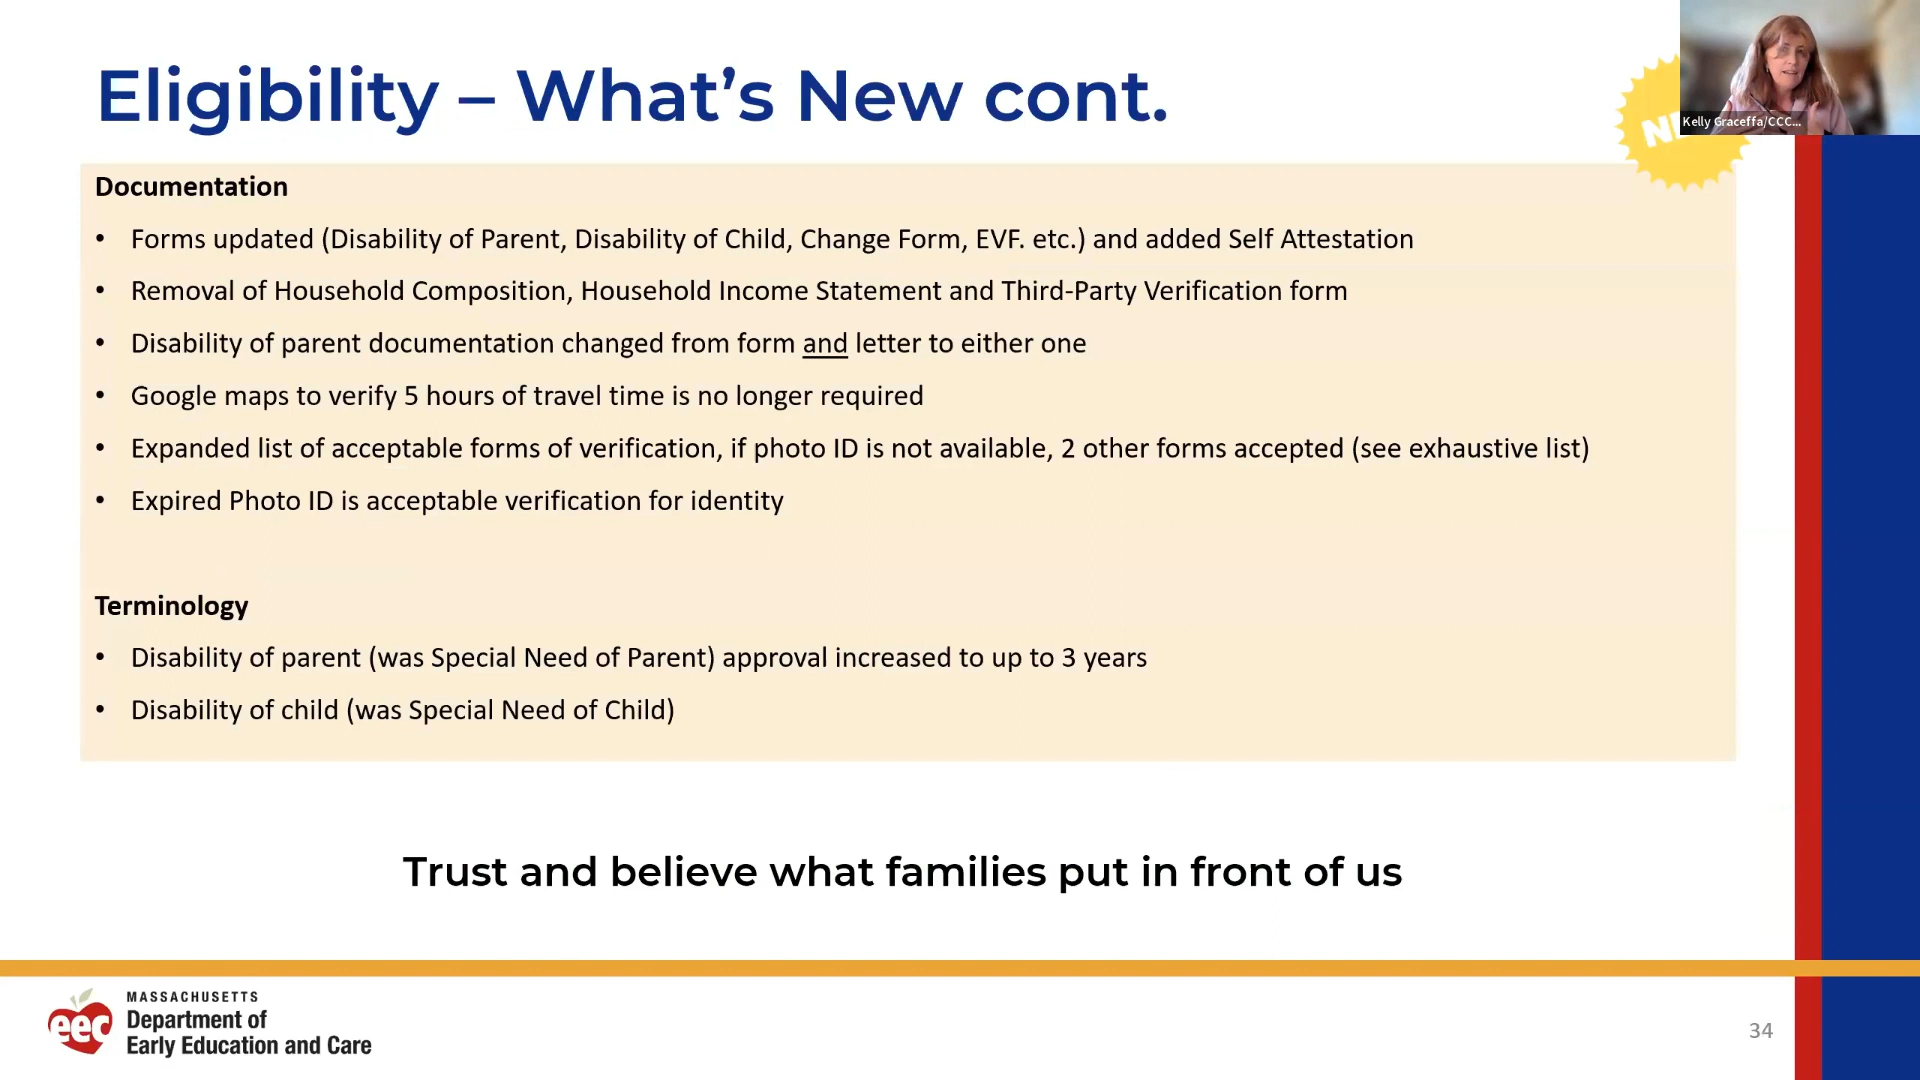 Eligibility – What's New cont.
Kelly Graceffa/CCC...
Documentation
• Forms updated (Disability of Parent, Disability of Child, Change Form, EVF. etc.) and added Self Attestation
• Removal of Household Composition, Household Income Statement and Third-Party Verification form
• Disability of parent documentation changed from form and letter to either one
• Google maps to verify 5 hours of travel time is no longer required
• Expanded list of acceptable forms of verification, if photo ID is not available, 2 other forms accepted (see exhaustive list)
• Expired Photo ID is acceptable verification for identity
Terminology
• Disability of parent (was Special Need of Parent) approval increased to up to 3 years
• Disability of child (was Special Need of Child)
Trust and believe what families put in front of us
eec
MASSACHUSETTS
Department of
Early Education and Care
34